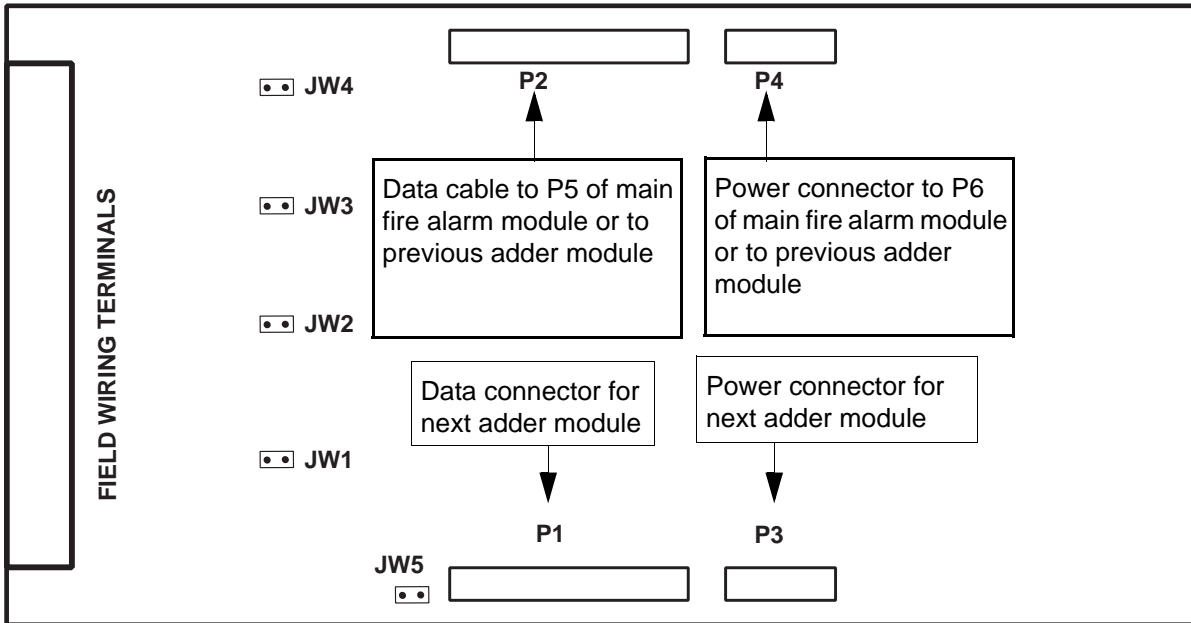 P2
P4
JW4
Data cable to P5 of main
fire alarm module or to
previous adder module
Power connector to P6
of main fire alarm module
or to previous adder
module
JW3
FIELD WIRING TERMINALS
JW2
Data connector for
next adder module
Power connector for
next adder module
JW1
P1
P3
JW5